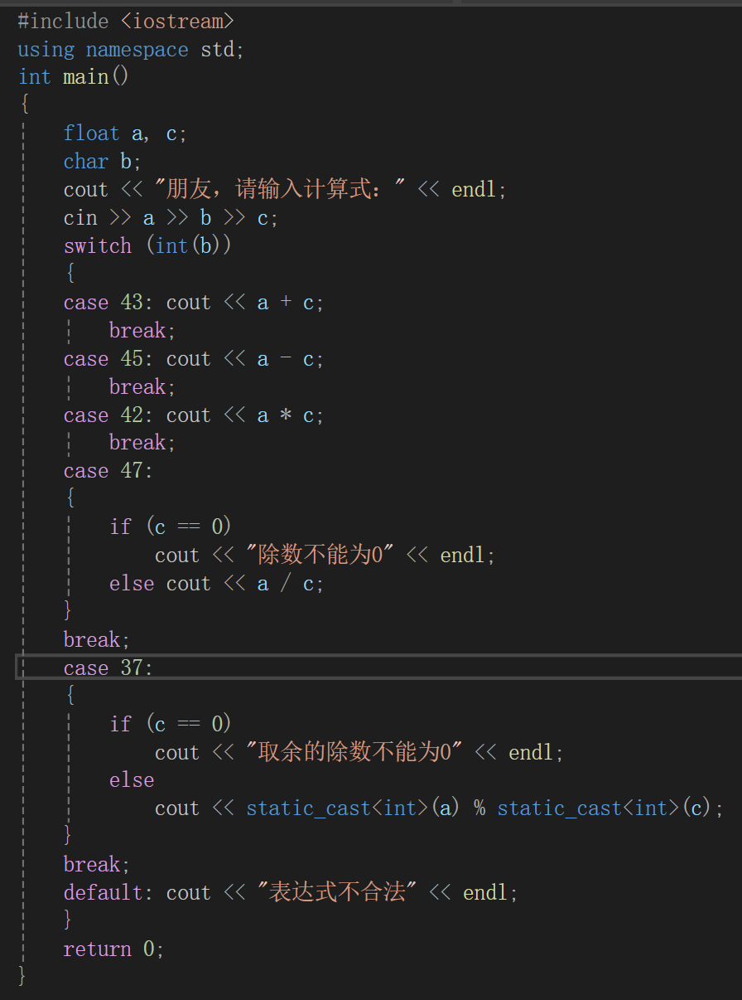 #include <iostream>
using namespace std;
int main()
{
float a, c;
char b;
cout << "朋友，请输入计算式：" << endl;
cin >> a >> b >> c;
switch (int(b))
{
case 43: cout << a + c;
break;
case 45: cout << a - c;
break;
case 42: cout << a * c;
break;
case 47:
{
if (c == 0)
cout << "除数不能为0" << endl;
else cout << a / c;
}
break;
case 37:
{
if (c == 0)
cout << "取余的除数不能为0" << endl;
else
cout << static_cast<int>(a) % static_cast<int>(c);
}
break;
default: cout << "表达式不合法" << endl;
}
return 0;
}